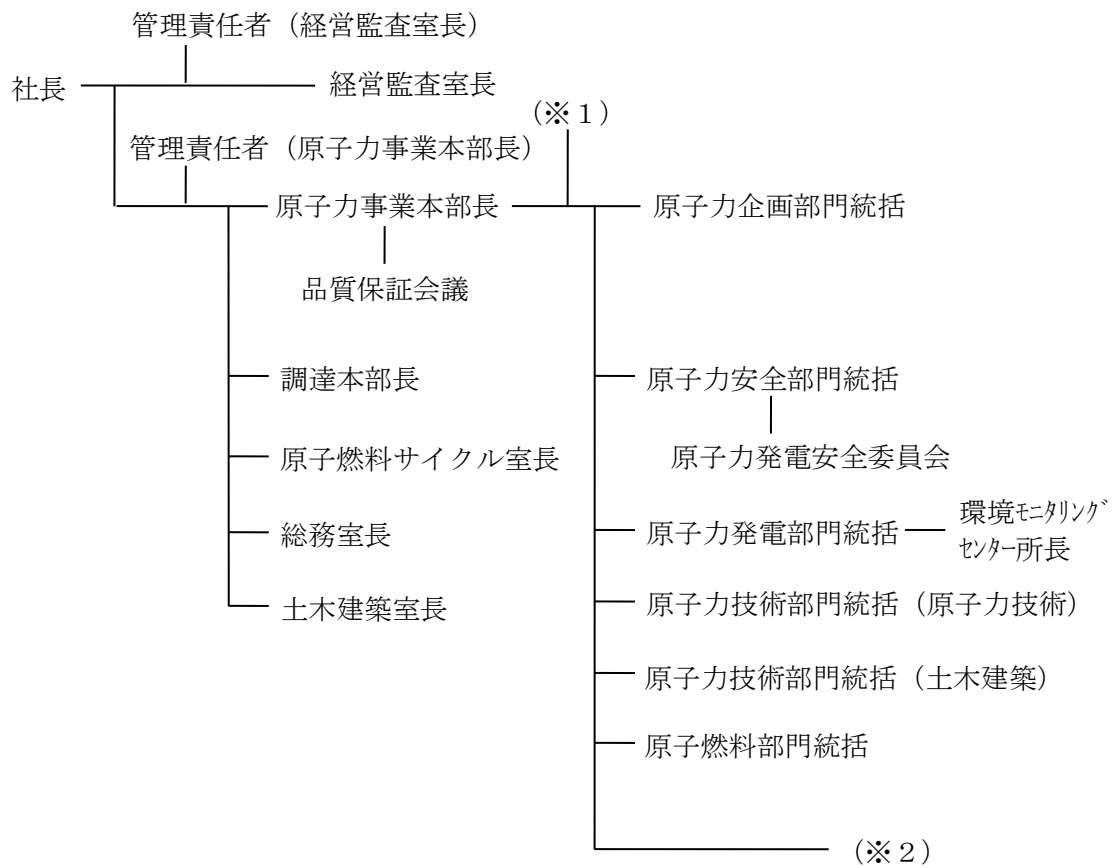 管理責任者（経営監査室長）
社長
経営監査室長
（※１）
管理責任者（原子力事業本部長）
原子力事業本部長
原子力企画部門統括
品質保証会議
調達本部長
原子力安全部門統括
原子力発電安全委員会
原子燃料サイクル室長
総務室長
原子力発電部門統括
環境ﾓﾆﾀﾘﾝｸﾞ
ｾﾝﾀｰ所長
土木建築室長
原子力技術部門統括（原子力技術）
原子力技術部門統括（土木建築）
原子燃料部門統括
（※２）